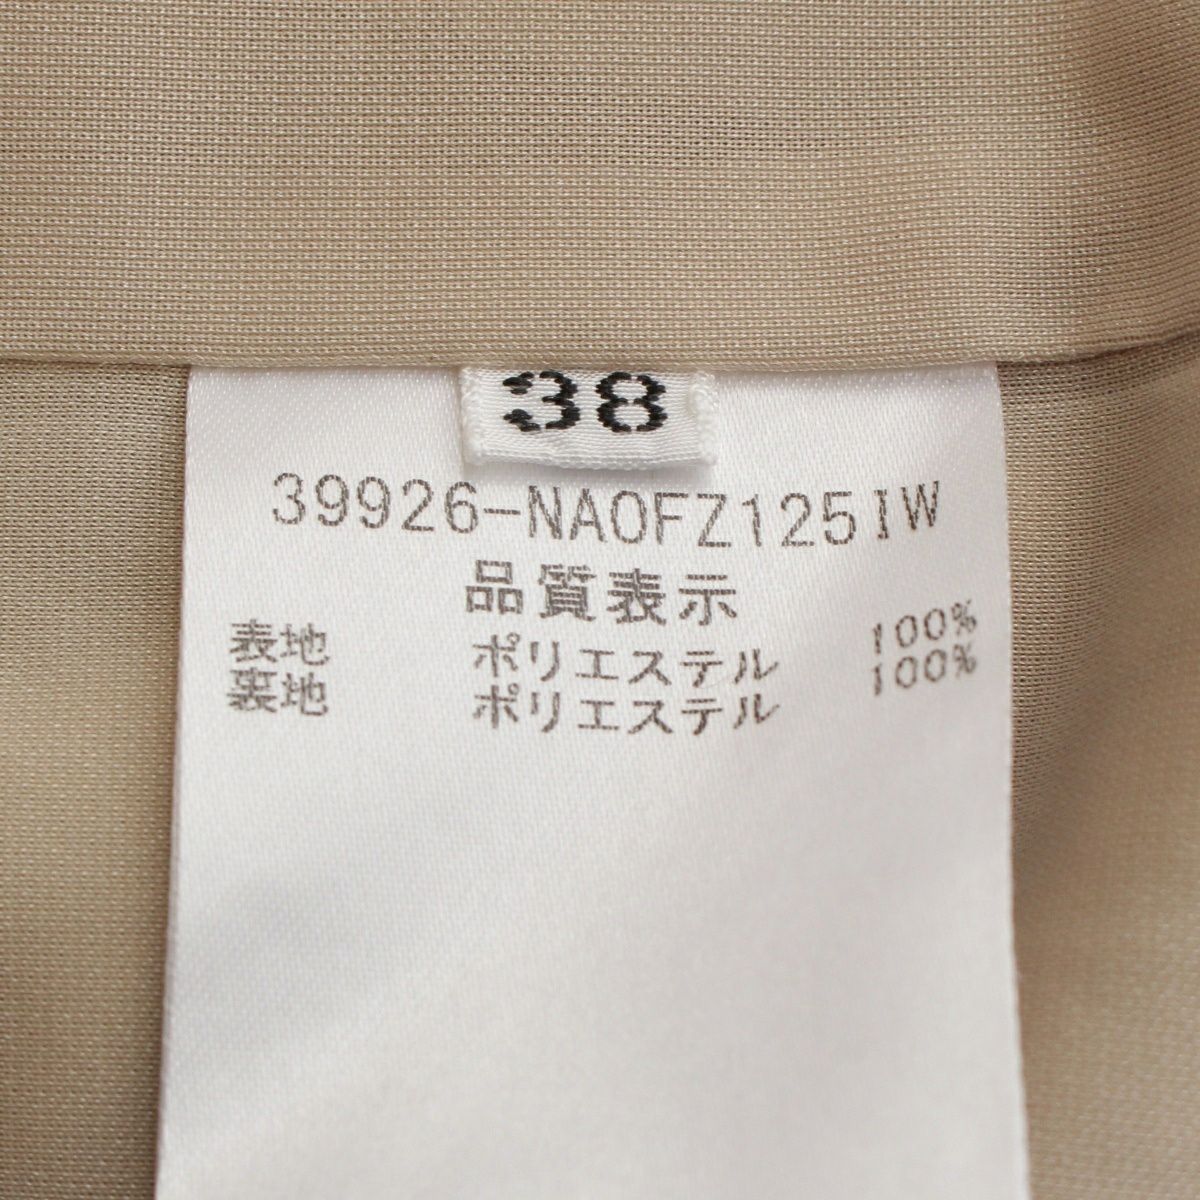 38
39926-NAOFZ125IW
品質表示
表地 ポリエステル 100%
裏地 ポリエステル 100%